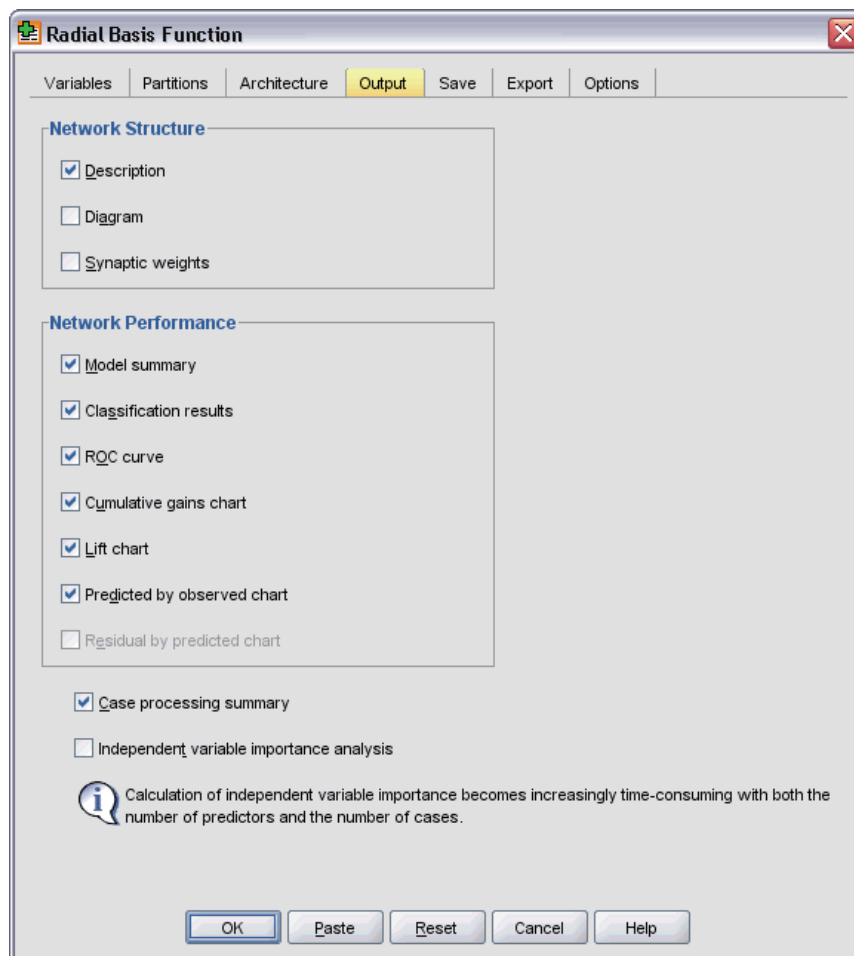 Radial Basis Function
Variables Partitions Architecture Output Save Export Options
Network Structure
Description
Diagram
Synaptic weights
Network Performance
Model summary
Classification results
ROC curve
Cumulative gains chart
Lift chart
Predicted by observed chart
Residual by predicted chart
Case processing summary
Independent variable importance analysis
Calculation of independent variable importance becomes increasingly time-consuming with both the
number of predictors and the number of cases.
OK Paste Reset Cancel Help